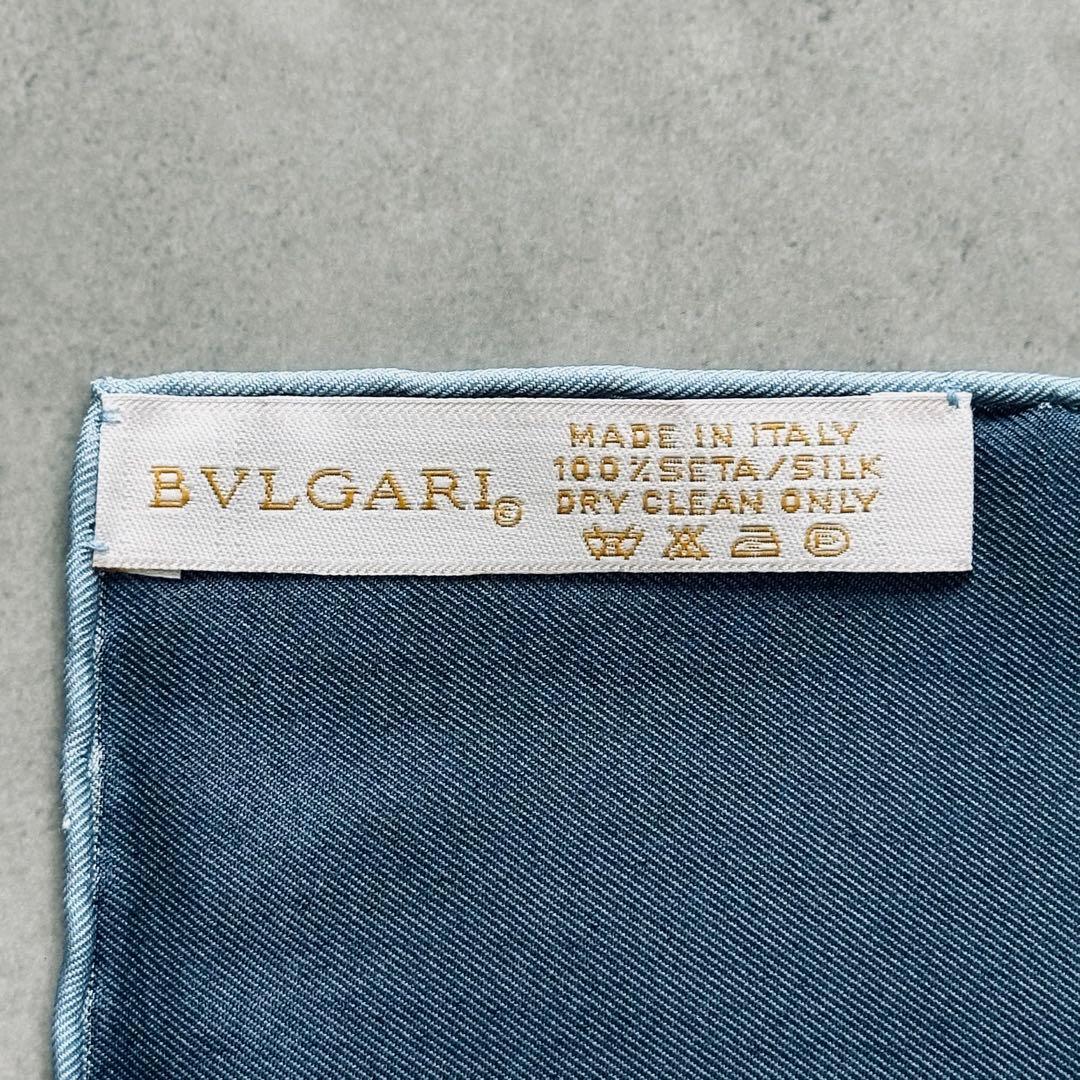 BVLGARI©
MADE IN ITALY
100% SETA/SILK
DRY CLEAN ONLY
Ⓟ